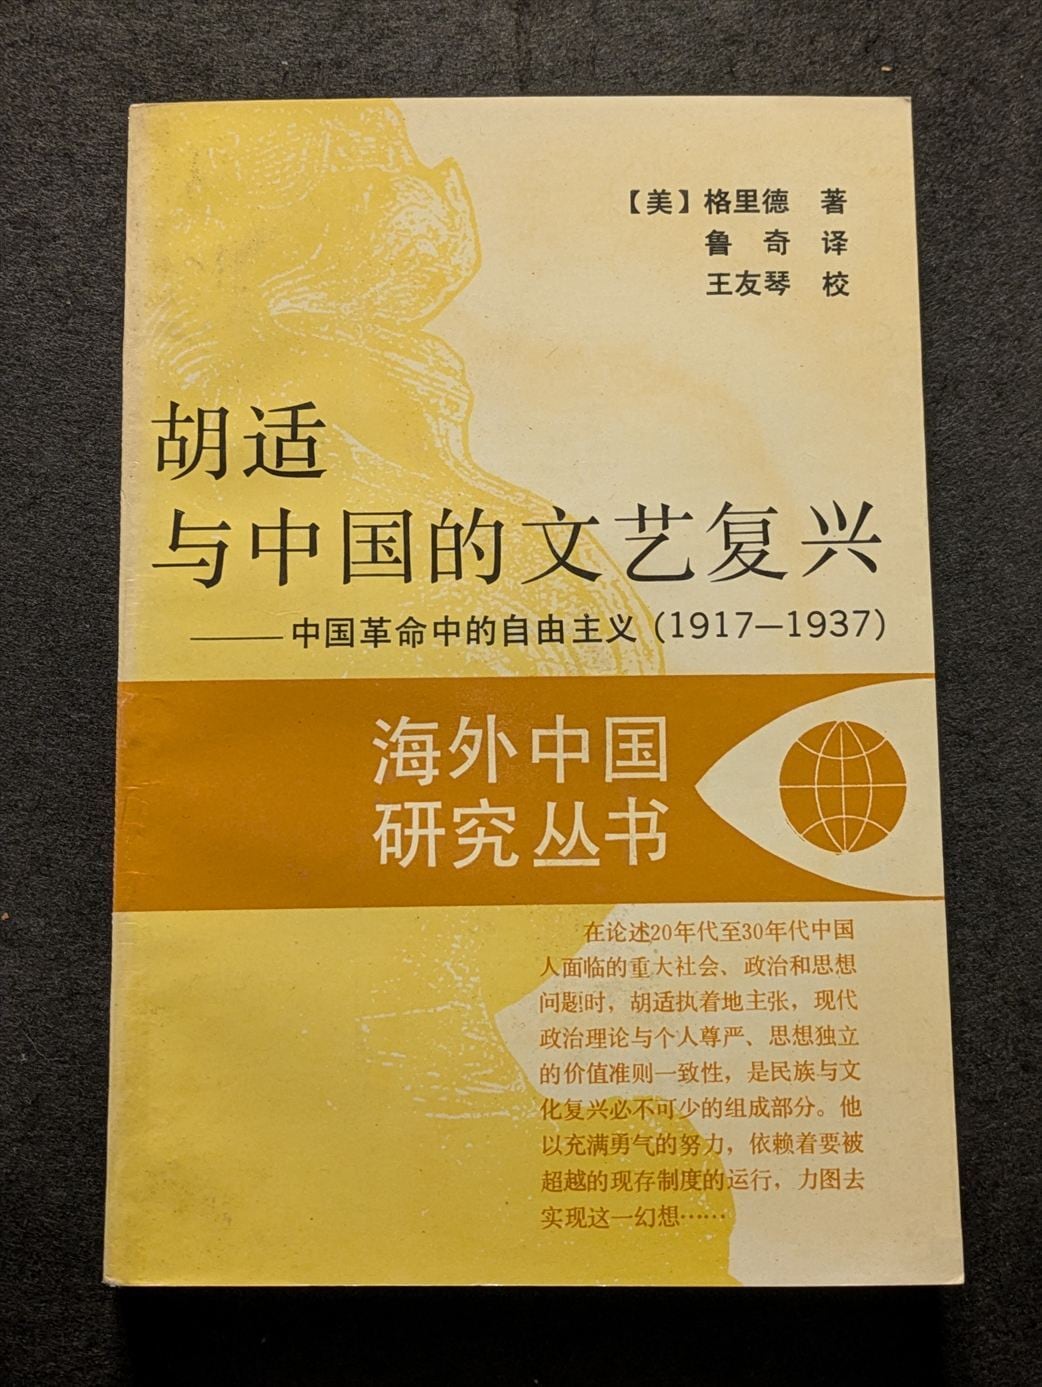 【美】格里德 著
鲁 奇 译
王友琴 校
胡适
与中国的文艺复兴
——中国革命中的自由主义（1917—1937）
海外中国
研究丛书
在论述20年代至30年代中国
人面临的重大社会、政治和思想
问题时，胡适执着地主张，现代
政治理论与个人尊严、思想独立
的价值准则一致性，是民族与文
化复兴必不可少的组成部分。他
以充满勇气的努力，依赖着要被
超越的现存制度的运行，力图去
实现这一幻想……